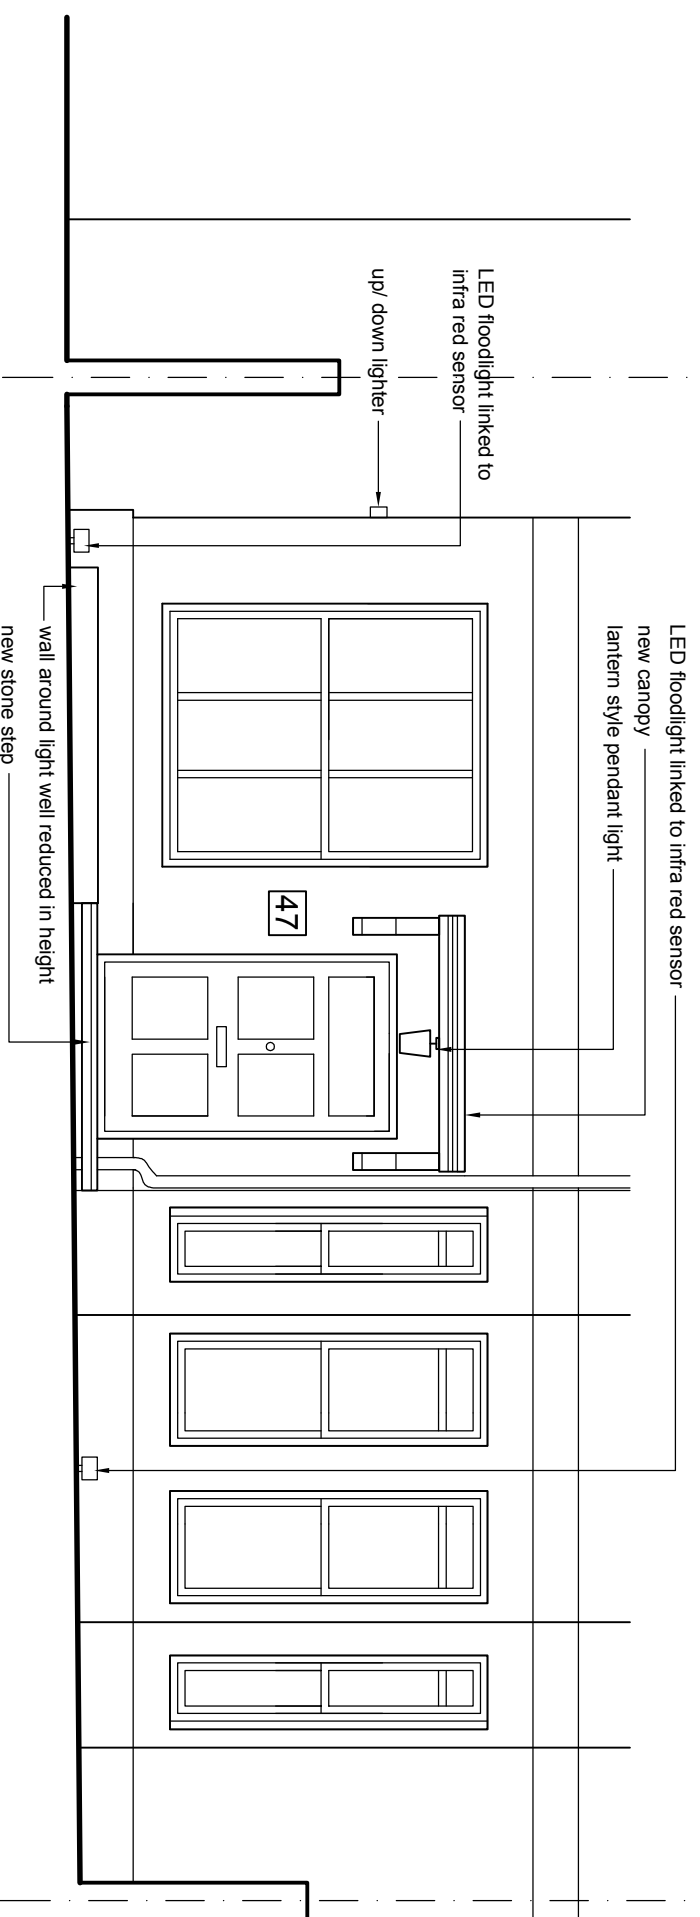 LED floodlight linked to infra red sensor
new canopy
lantern style pendant light
LED floodlight linked to
infra red sensor
up/ down lighter
47
wall around light well reduced in height
new stone step